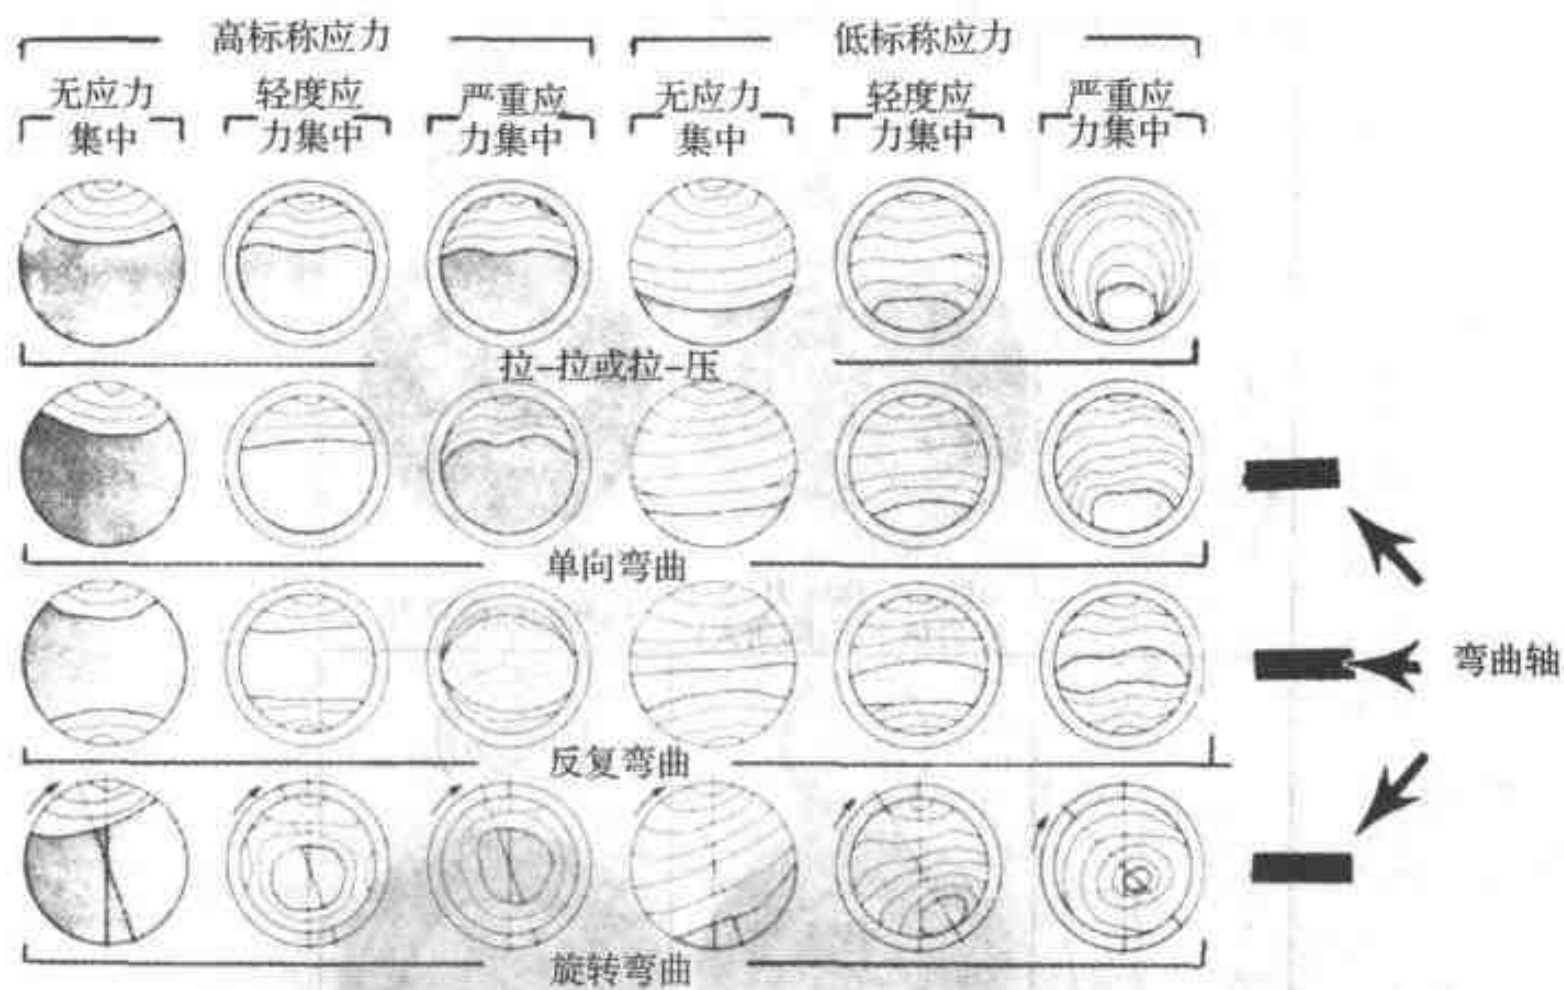 高标称应力
低标称应力
无应力
集中
轻度应
力集中
严重应
力集中
无应力
集中
轻度应
力集中
严重应
力集中
拉-拉或拉-压
单向弯曲
反复弯曲
弯曲轴
旋转弯曲